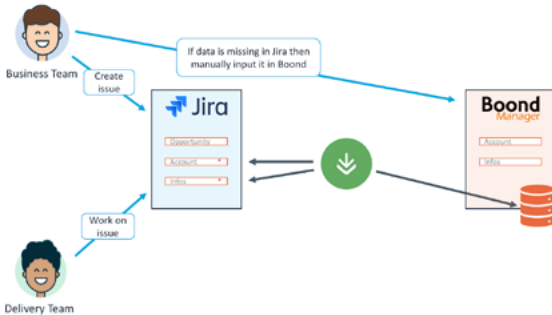 Business Team
Create
issue
If data is missing in Jira then
manually input it in Boond
Jira
Opportunity
Account *
Infos *
Boond
Manager
Account
Infos
Work on
issue
Delivery Team